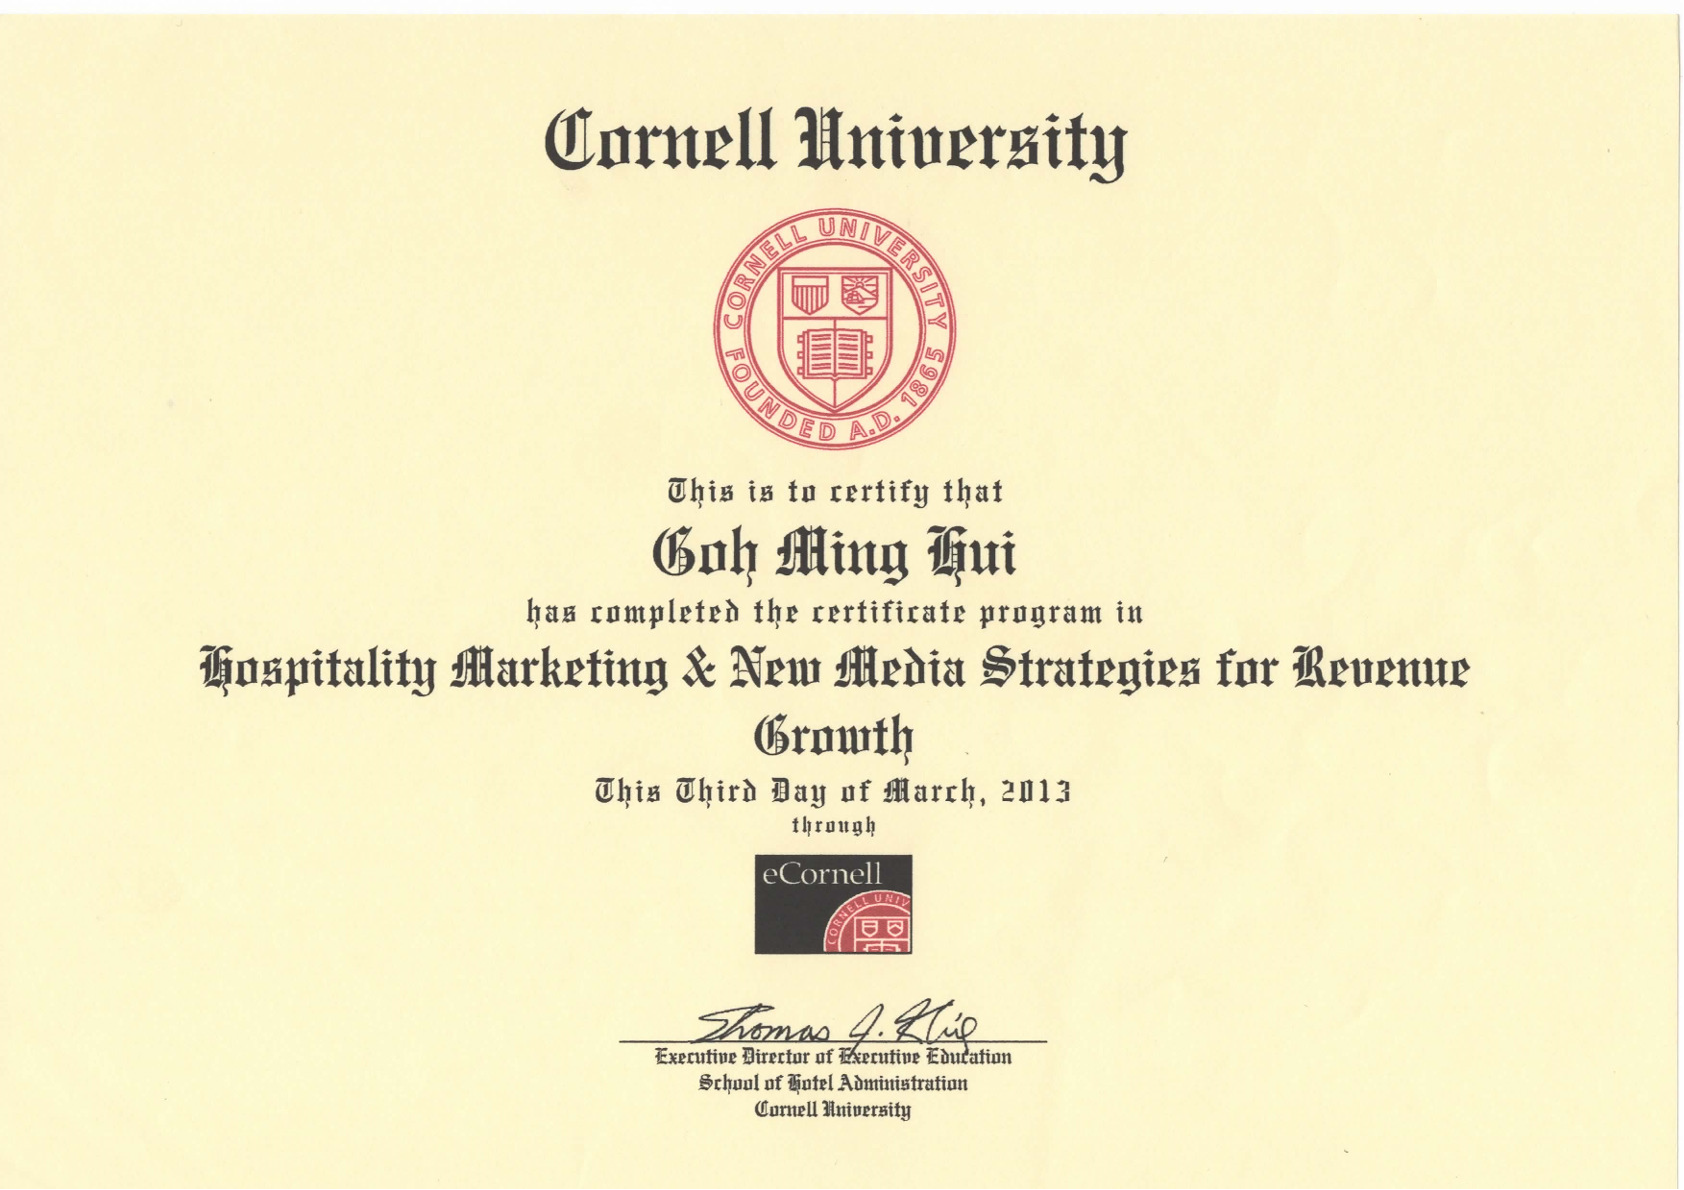 Cornell University
CORNELL UNIVERSITY
FOUNDED A.D. 1865
This is to certify that
Goh Ming Hui
has completed the certificate program in
Hospitality Marketing & New Media Strategies for Revenue
Growth
This Third Day of March, 2013
through
eCornell
CORNELL UNIV
Thomas J.
Executive Director of Executive Education
School of Hotel Administration
Cornell University